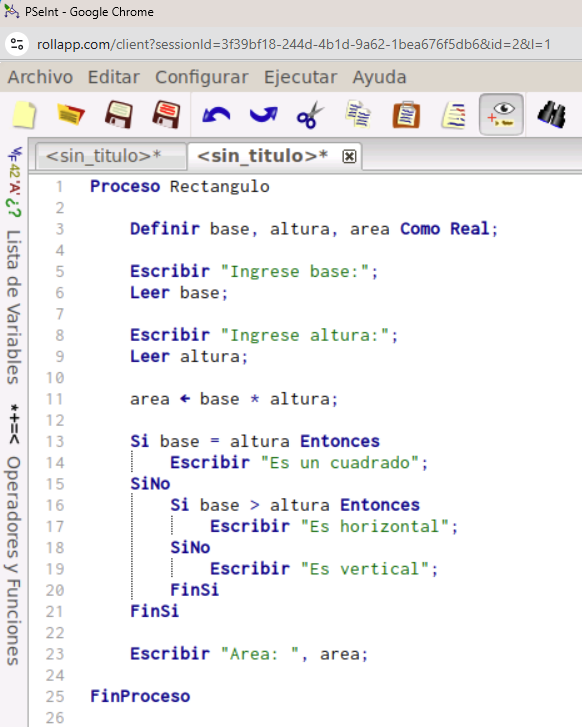 PSeInt - Google Chrome
rollapp.com/client?sessionId=3f39bf18-244d-4b1d-9a62-1bea676f5db6&id=2&l=1
Archivo Editar Configurar Ejecutar Ayuda
<sin_titulo>* <sin_titulo>*
1 Proceso Rectangulo
2
3 Definir base, altura, area Como Real;
4
5 Escribir "Ingrese base:";
6 Leer base;
7
8 Escribir "Ingrese altura:";
9 Leer altura;
10
11 area ← base * altura;
12
13 Si base = altura Entonces
14 Escribir "Es un cuadrado";
15 SiNo
16 Si base > altura Entonces
17 Escribir "Es horizontal";
18 SiNo
19 Escribir "Es vertical";
20 FinSi
21 FinSi
22
23 Escribir "Area: ", area;
24
25 FinProceso
26
VF42'A'¿? Lista de Variables
*+=< Operadores y Funciones